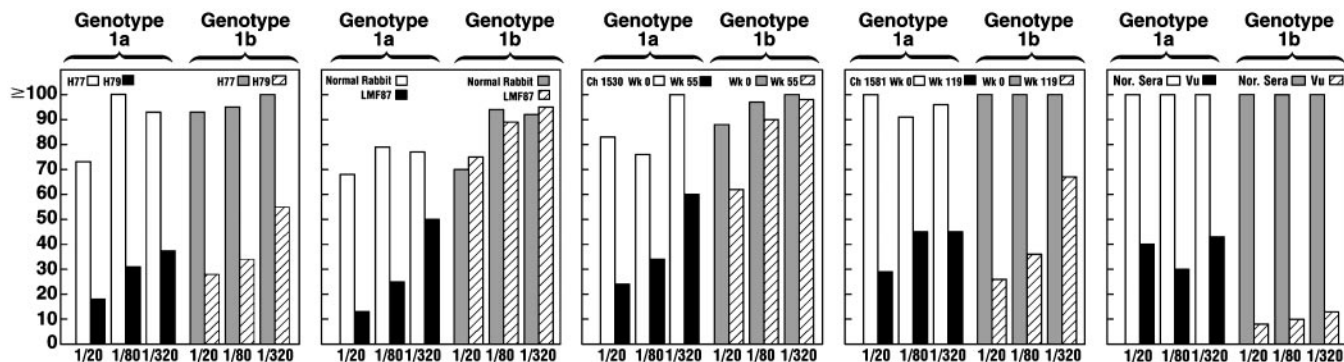 Genotype 1a Genotype 1b Genotype 1a Genotype 1b Genotype 1a Genotype 1b Genotype 1a Genotype 1b Genotype 1a Genotype 1b
H77 H79 H77 H79 Normal Rabbit Normal Rabbit Ch 1530 Wk 0 Wk 55 Wk 0 Wk 55 Ch 1581 Wk 0 Wk 119 Wk 0 Wk 119 Nor. Sera Vu Nor. Sera Vu
LMF87 LMF87
≥ 100
90
80
70
60
50
40
30
20
10
0
1/20 1/80 1/320 1/20 1/80 1/320 1/20 1/80 1/320 1/20 1/80 1/320 1/20 1/80 1/320 1/20 1/80 1/320 1/20 1/80 1/320 1/20 1/80 1/320 1/20 1/80 1/320 1/20 1/80 1/320